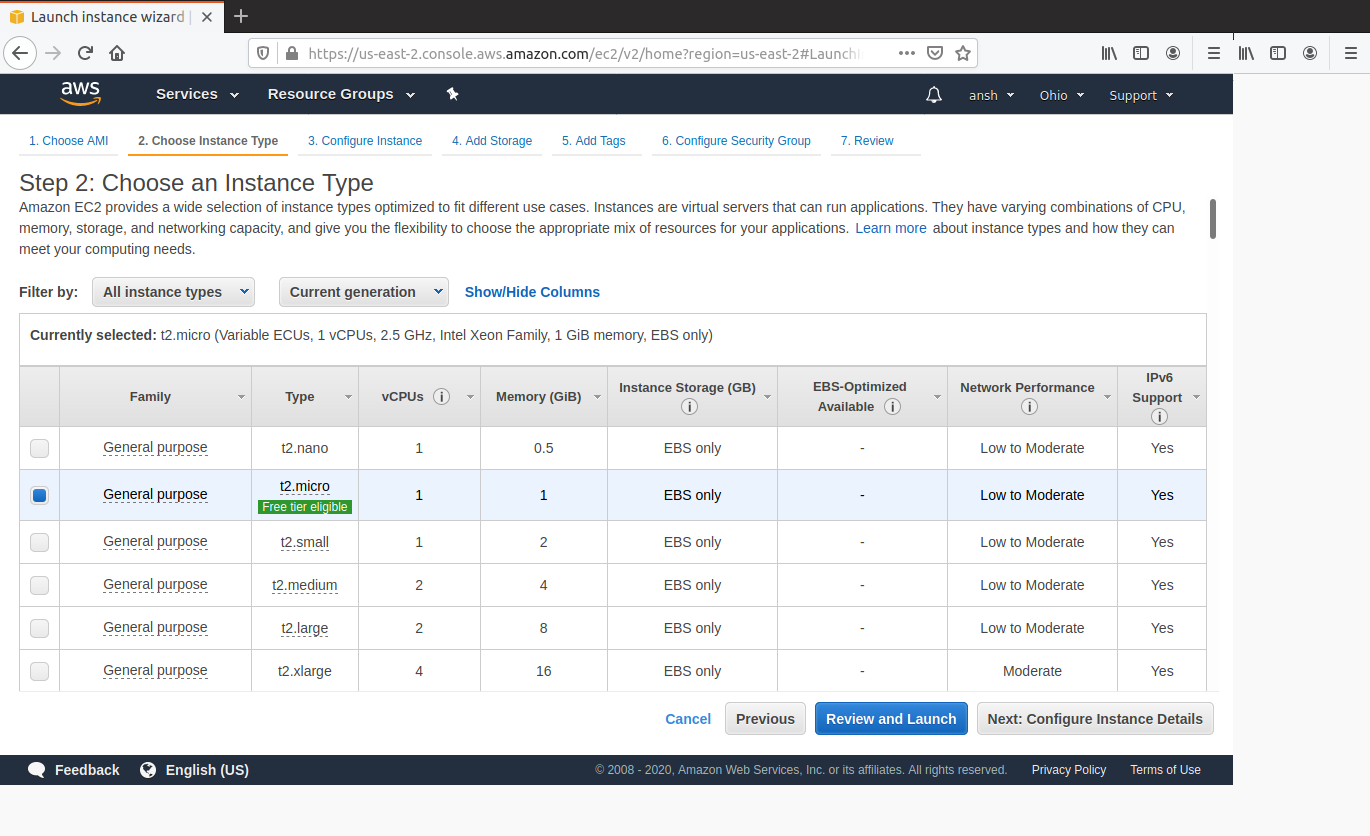 Launch instance wizard
https://us-east-2.console.aws.amazon.com/ec2/v2/home?region=us-east-2#Launch
aws Services Resource Groups ansh Ohio Support
1. Choose AMI 2. Choose Instance Type 3. Configure Instance 4. Add Storage 5. Add Tags 6. Configure Security Group 7. Review
Step 2: Choose an Instance Type
Amazon EC2 provides a wide selection of instance types optimized to fit different use cases. Instances are virtual servers that can run applications. They have varying combinations of CPU,
memory, storage, and networking capacity, and give you the flexibility to choose the appropriate mix of resources for your applications. Learn more about instance types and how they can
meet your computing needs.
Filter by: All instance types Current generation Show/Hide Columns
Currently selected: t2.micro (Variable ECUs, 1 vCPUs, 2.5 GHz, Intel Xeon Family, 1 GiB memory, EBS only)
Family Type vCPUs Memory (GiB) Instance Storage (GB) EBS-Optimized Available Network Performance IPv6 Support
General purpose t2.nano 1 0.5 EBS only - Low to Moderate Yes
General purpose t2.micro Free tier eligible 1 1 EBS only - Low to Moderate Yes
General purpose t2.small 1 2 EBS only - Low to Moderate Yes
General purpose t2.medium 2 4 EBS only - Low to Moderate Yes
General purpose t2.large 2 8 EBS only - Low to Moderate Yes
General purpose t2.xlarge 4 16 EBS only - Moderate Yes
Cancel Previous Review and Launch Next: Configure Instance Details
Feedback English (US) © 2008 - 2020, Amazon Web Services, Inc. or its affiliates. All rights reserved. Privacy Policy Terms of Use